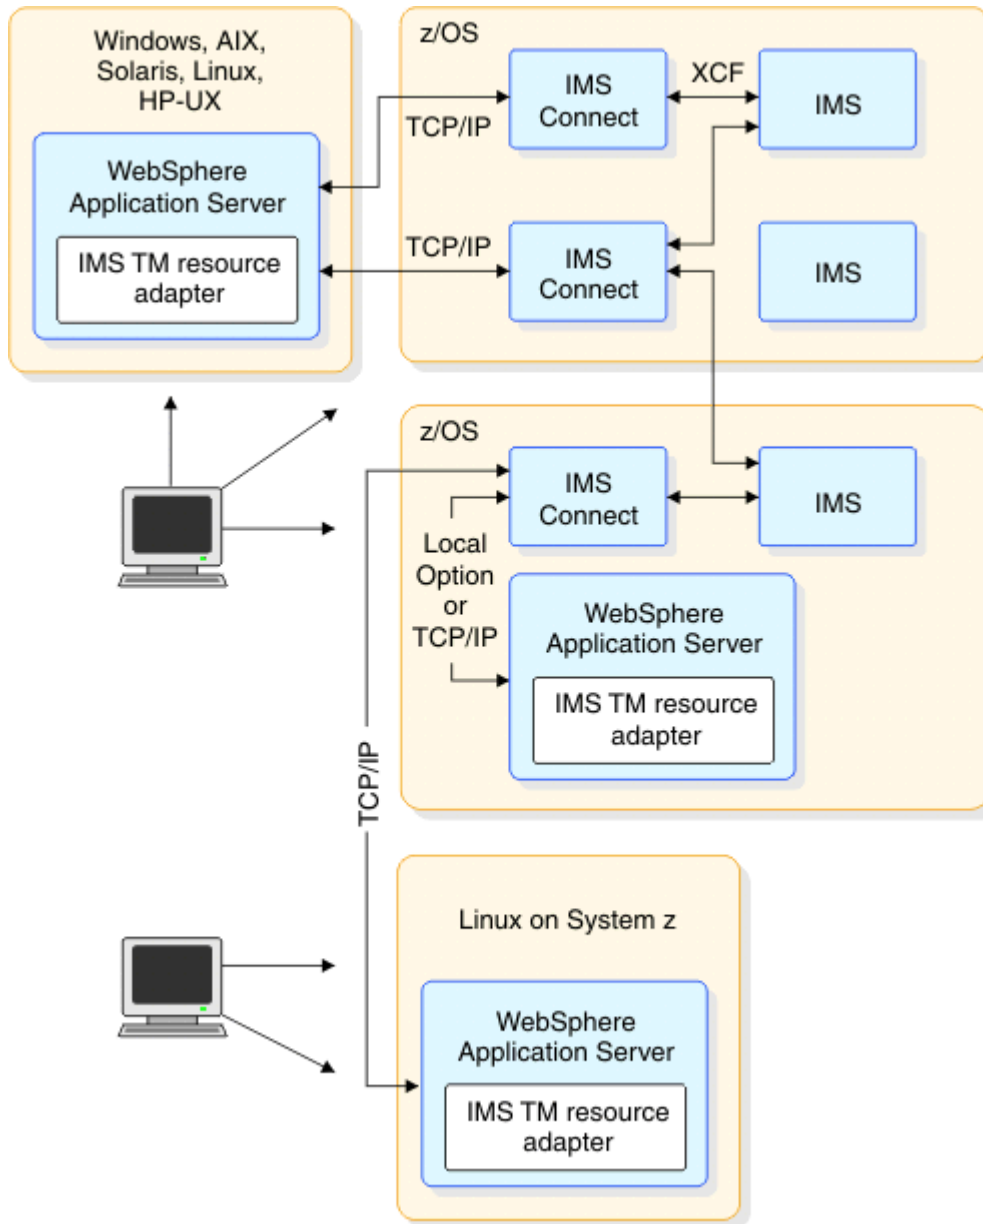 Windows, AIX,
Solaris, Linux,
HP-UX
WebSphere
Application Server
IMS TM resource
adapter
TCP/IP
TCP/IP
z/OS
IMS
Connect
XCF
IMS
IMS
Connect
IMS
z/OS
IMS
Connect
IMS
Local
Option
or
TCP/IP
WebSphere
Application Server
IMS TM resource
adapter
TCP/IP
Linux on System z
WebSphere
Application Server
IMS TM resource
adapter